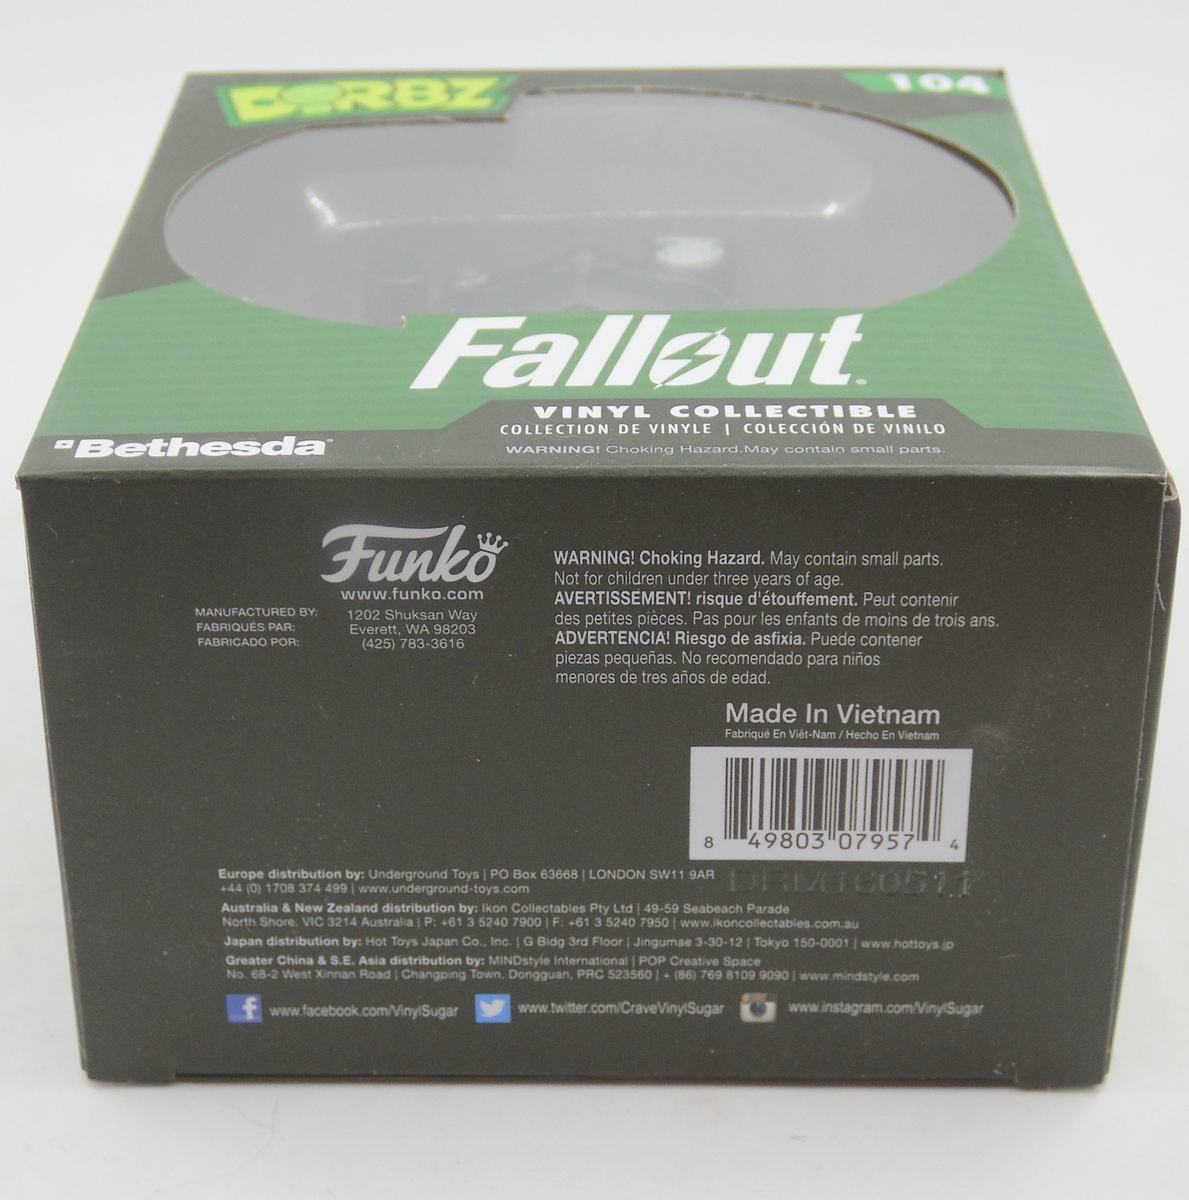 DORBZ
104
Fallout
VINYL COLLECTIBLE
COLLECTION DE VINYLE | COLECCIÓN DE VINILO
WARNING! Choking Hazard.May contain small parts.
Bethesda
Funko
www.funko.com
MANUFACTURED BY:
FABRIQUÉS PAR:
FABRICADO POR:
1202 Shuksan Way
Everett, WA 98203
(425) 783-3616
WARNING! Choking Hazard. May contain small parts.
Not for children under three years of age.
AVERTISSEMENT! risque d'étouffement. Peut contenir
des petites pièces. Pas pour les enfants de moins de trois ans.
ADVERTENCIA! Riesgo de asfixia. Puede contener
piezas pequeñas. No recomendado para niños
menores de tres años de edad.
Made In Vietnam
Fabriqué En Viêt-Nam / Hecho En Vietnam
8 49803 07957 4
DRM160511
Europe distribution by: Underground Toys | PO Box 63668 | LONDON SW11 9AR
+44 (0) 1708 374 499 | www.underground-toys.com
Australia & New Zealand distribution by: Ikon Collectables Pty Ltd | 49-59 Seabeach Parade
North Shore, VIC 3214 Australia | P: +61 3 5240 7900 | F: +61 3 5240 7950 | www.ikoncollectables.com.au
Japan distribution by: Hot Toys Japan Co., Inc. | G Bldg 3rd Floor | Jingumae 3-30-12 | Tokyo 150-0001 | www.hottoys.jp
Greater China & S.E. Asia distribution by: MINDstyle International | POP Creative Space
No. 68-2 West Xinnan Road | Changping Town, Dongguan, PRC 523560 | + (86) 769 8109 9090 | www.mindstyle.com
www.facebook.com/VinylSugar
www.twitter.com/CraveVinylSugar
www.instagram.com/VinylSugar